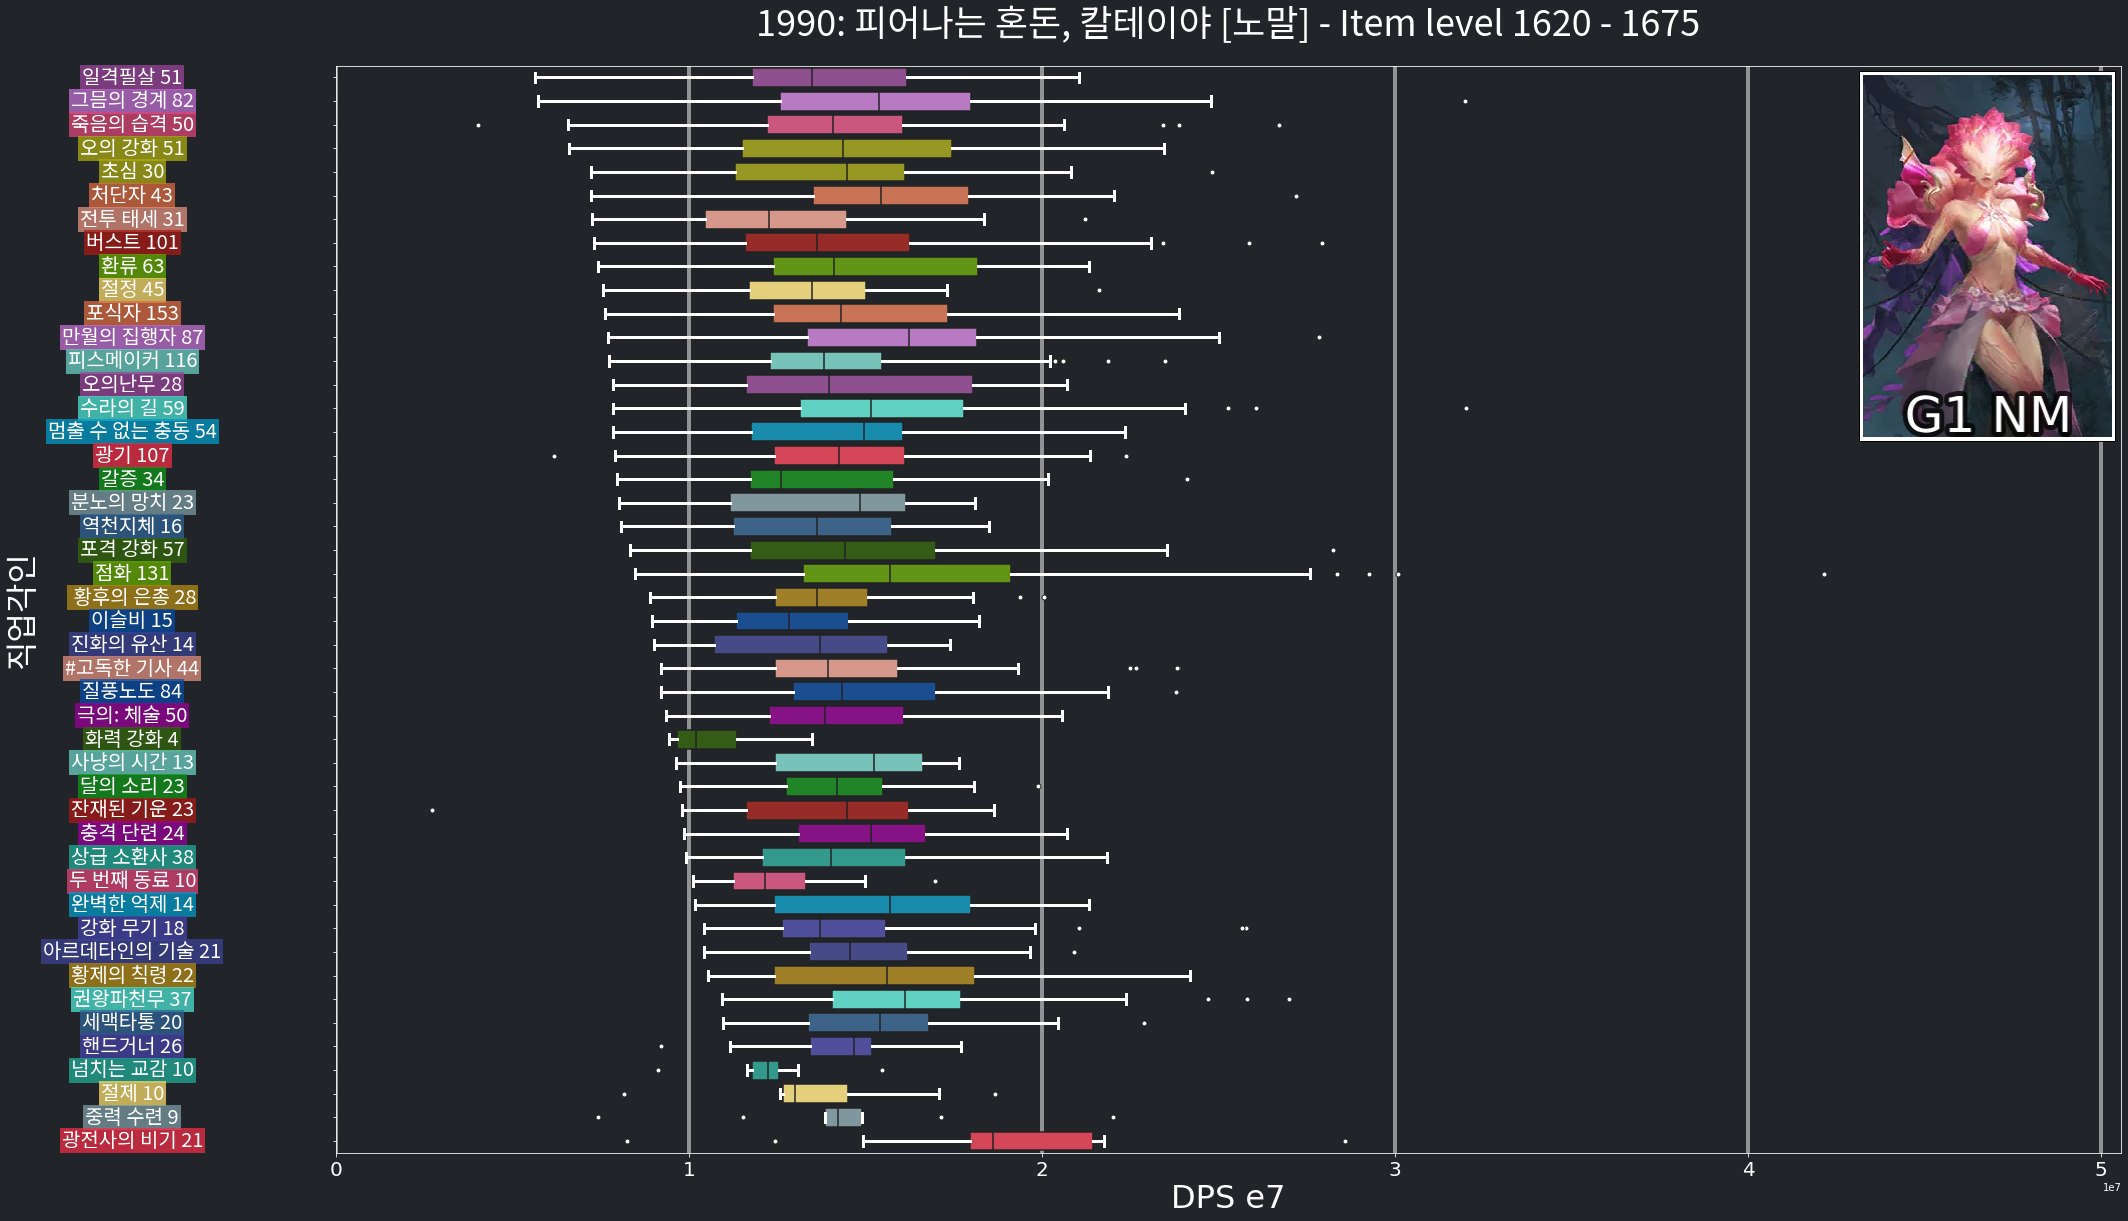 1990: 피어나는 혼돈, 칼테이야 [노말] - Item level 1620 - 1675
일격필살 51
그믐의 경계 82
죽음의 습격 50
오의 강화 51
초심 30
처단자 43
전투 태세 31
버스트 101
환류 63
절정 45
포식자 153
만월의 집행자 87
피스메이커 116
오의난무 28
수라의 길 59
멈출 수 없는 충동 54
광기 107
갈증 34
분노의 망치 23
역천지체 16
포격 강화 57
점화 131
황후의 은총 28
이슬비 15
진화의 유산 14
#고독한 기사 44
질풍노도 84
극의: 체술 50
화력 강화 4
사냥의 시간 13
달의 소리 23
잔재된 기운 23
충격 단련 24
상급 소환사 38
두 번째 동료 10
완벽한 억제 14
강화 무기 18
아르데타인의 기술 21
황제의 칙령 22
권왕파천무 37
세맥타통 20
핸드거너 26
넘치는 교감 10
절제 10
중력 수련 9
광전사의 비기 21
직업각인
G1 NM
0 1 2 3 4 5
1e7
DPS e7